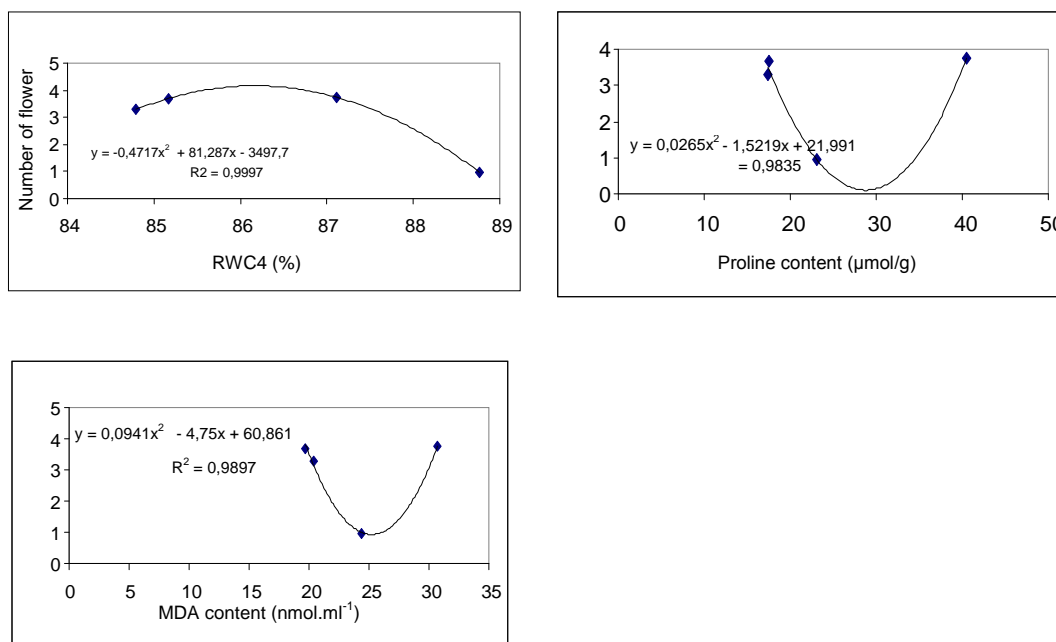 Number of flower
5
4
3
2
1
0
y = -0,4717x² + 81,287x - 3497,7
R2 = 0,9997
84 85 86 87 88 89
RWC4 (%)
4
3
2
1
0
y = 0,0265x² - 1,5219x + 21,991
= 0,9835
0 10 20 30 40 50
Proline content (µmol/g)
5
4
3
2
1
0
y = 0,0941x² - 4,75x + 60,861
R² = 0,9897
0 5 10 15 20 25 30 35
MDA content (nmol.ml⁻¹)